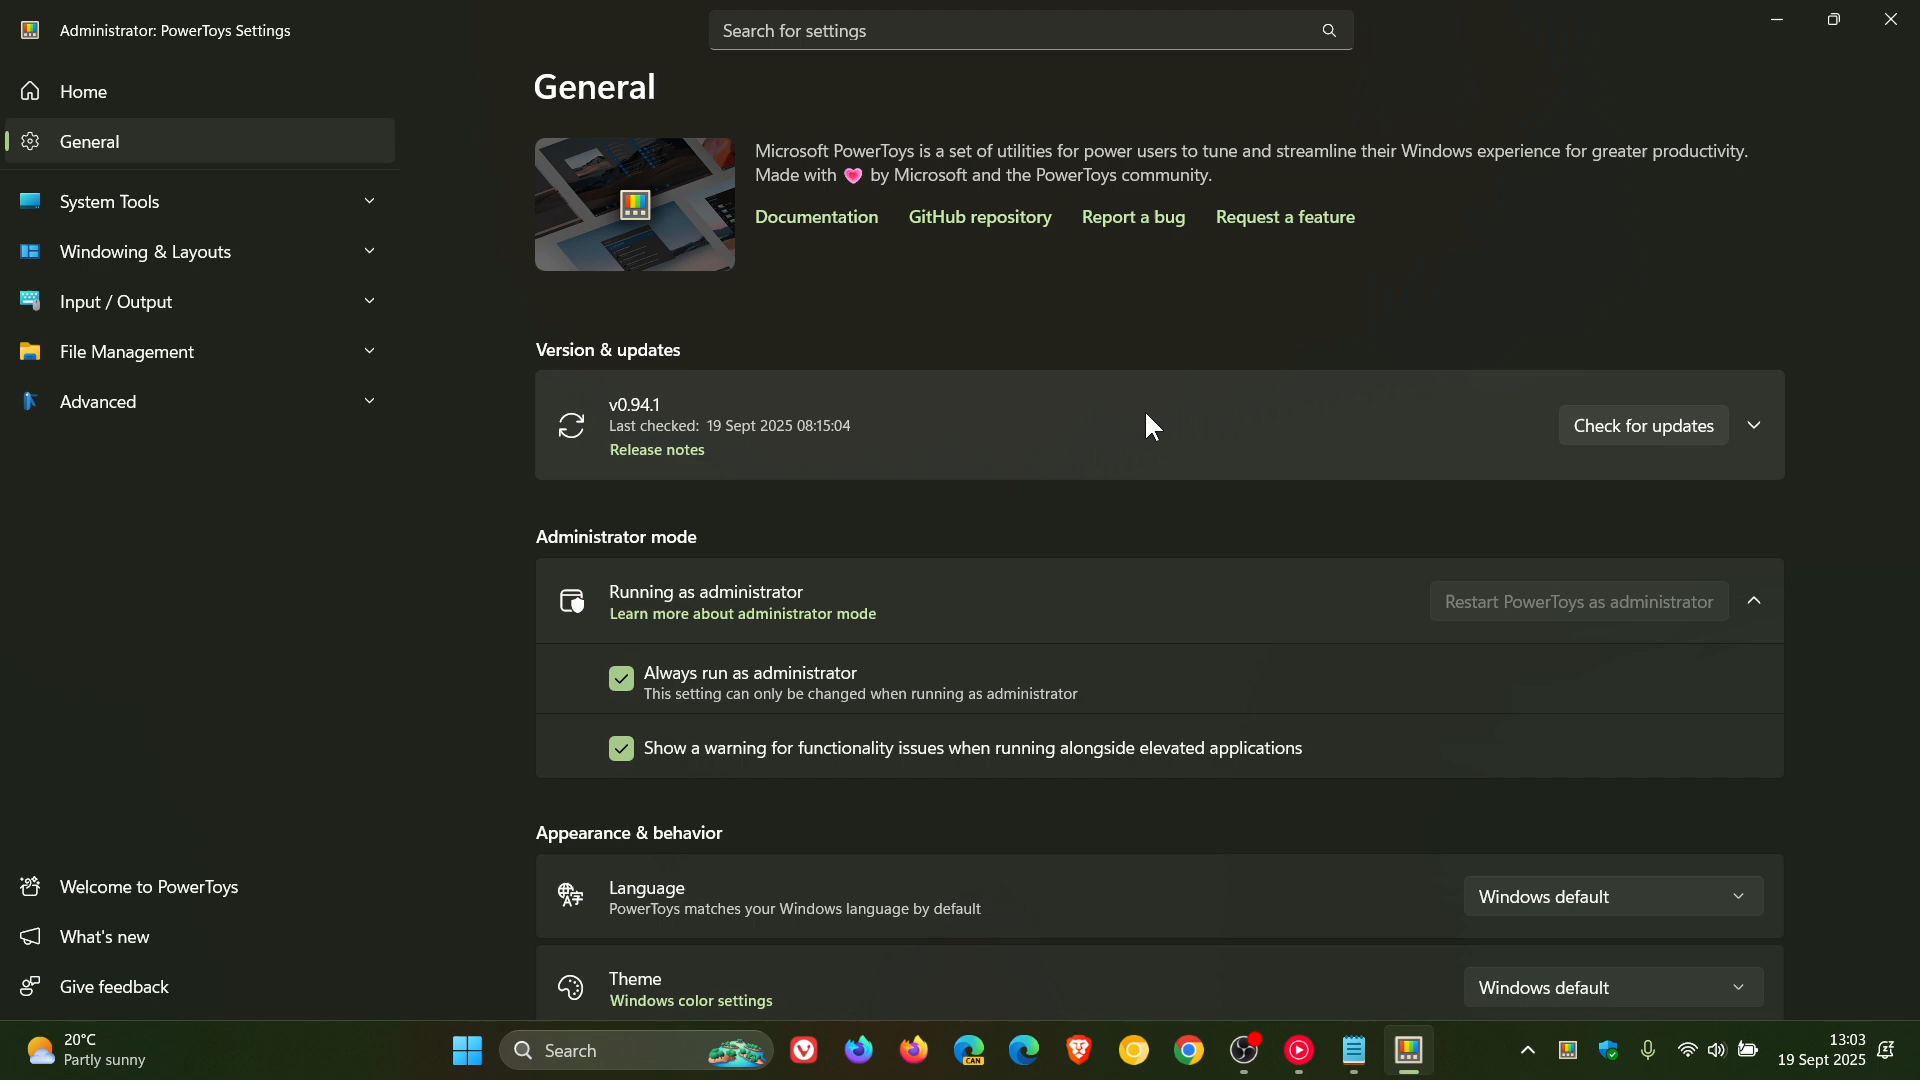 Administrator: PowerToys Settings
Search for settings
Home
General
System Tools
Windowing & Layouts
Input / Output
File Management
Advanced
Welcome to PowerToys
What's new
Give feedback
General
Microsoft PowerToys is a set of utilities for power users to tune and streamline their Windows experience for greater productivity.
Made with 💗 by Microsoft and the PowerToys community.
Documentation GitHub repository Report a bug Request a feature
Version & updates
v0.94.1
Last checked: 19 Sept 2025 08:15:04
Release notes
Check for updates
Administrator mode
Running as administrator
Learn more about administrator mode
Restart PowerToys as administrator
Always run as administrator
This setting can only be changed when running as administrator
Show a warning for functionality issues when running alongside elevated applications
Appearance & behavior
Language
PowerToys matches your Windows language by default
Windows default
Theme
Windows color settings
Windows default
20°C
Partly sunny
Search
CAN
13:03
19 Sept 2025